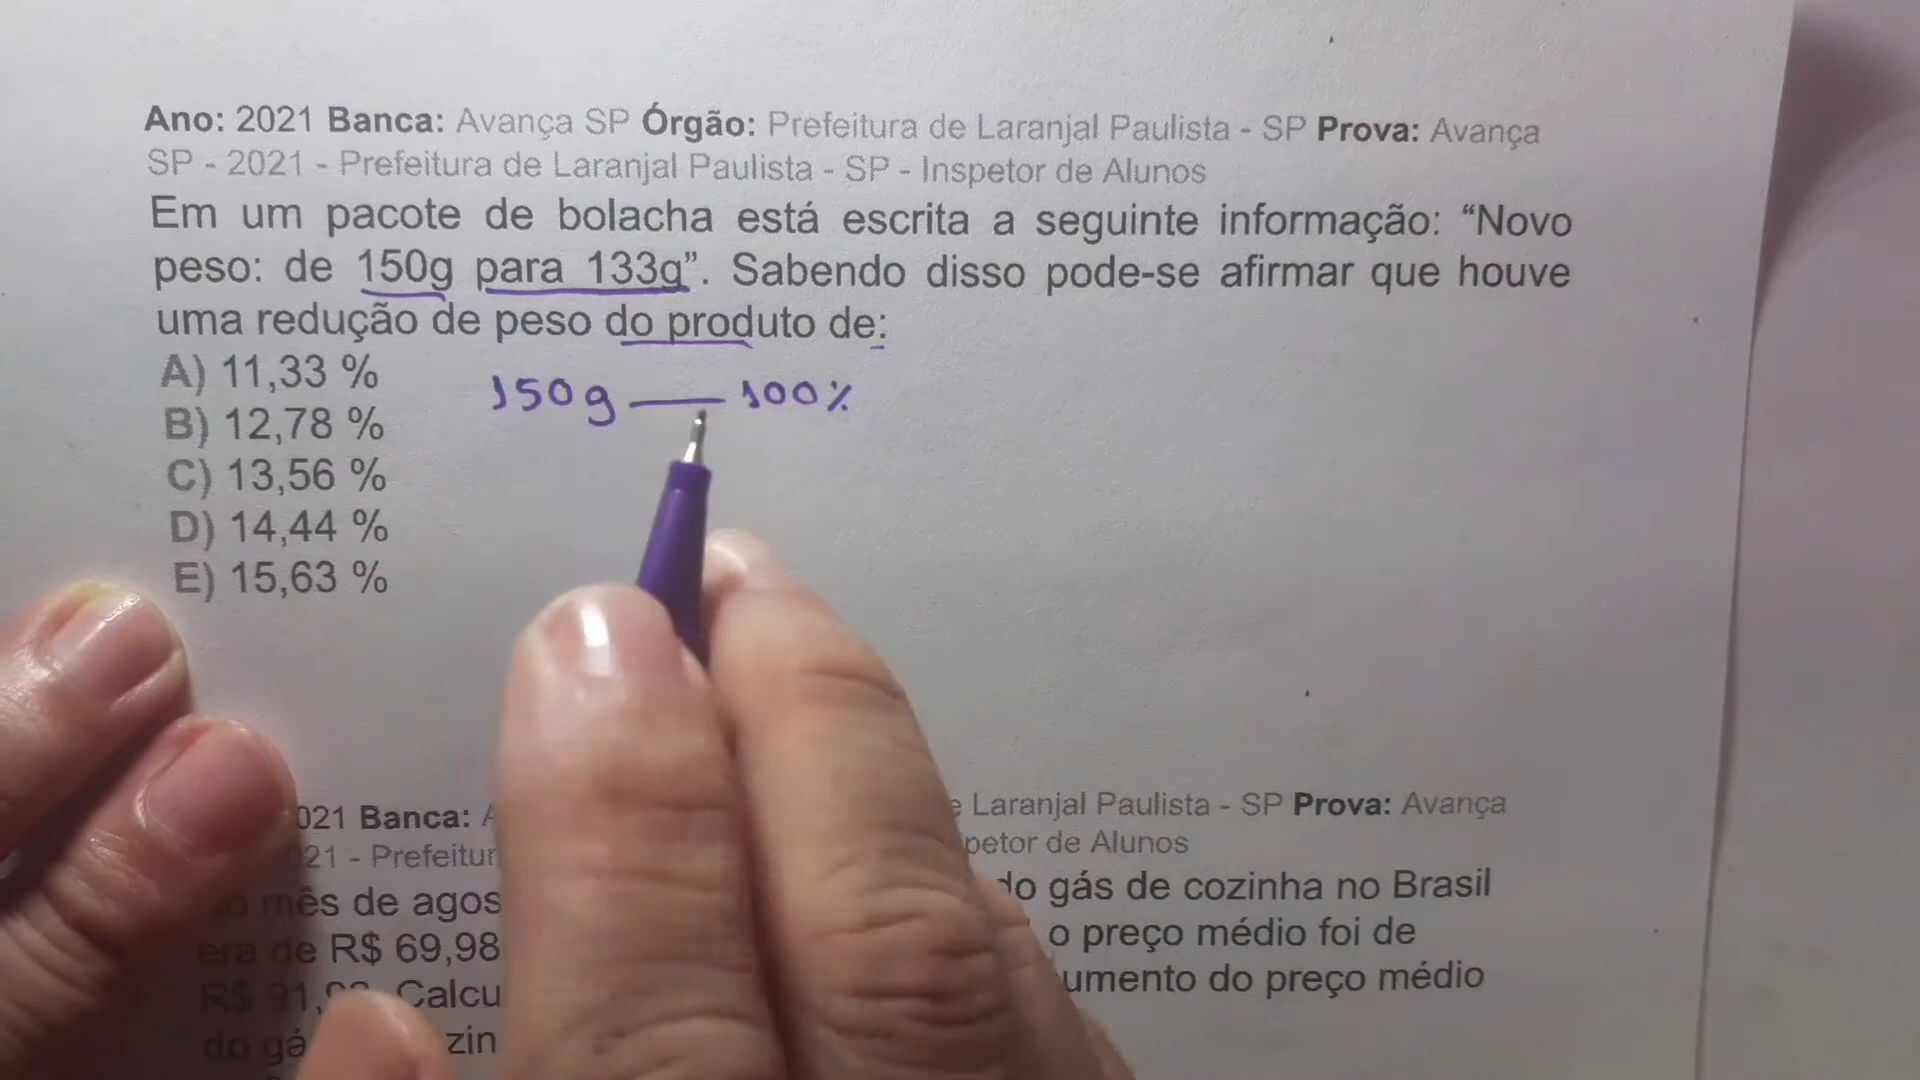 Ano: 2021 Banca: Avança SP Órgão: Prefeitura de Laranjal Paulista - SP Prova: Avança
SP - 2021 - Prefeitura de Laranjal Paulista - SP - Inspetor de Alunos
Em um pacote de bolacha está escrita a seguinte informação: “Novo
peso: de 150g para 133g”. Sabendo disso pode-se afirmar que houve
uma redução de peso do produto de:
A) 11,33 %
150g — 100%
B) 12,78 %
C) 13,56 %
D) 14,44 %
E) 15,63 %
021 Banca: Laranjal Paulista - SP Prova: Avança
21 - Prefeitur petor de Alunos
mês de agos do gás de cozinha no Brasil
era de R$ 69,98 o preço médio foi de
R$ Calcu umento do preço médio
do gá zin